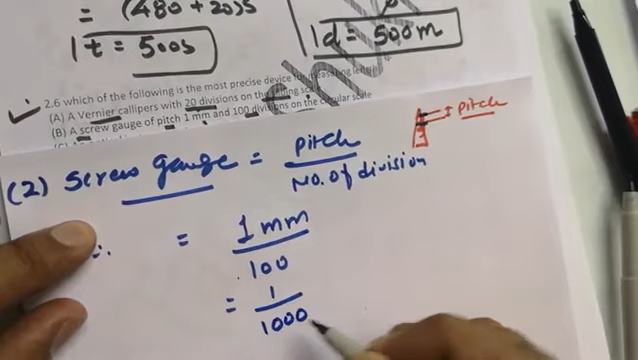 = (480 + 20)s
t = 500s
d = 500m
2.6 which of the following is the most precise device for measuring length
(A) A Vernier callipers with 20 divisions on the sliding scale
(B) A screw gauge of pitch 1 mm and 100 divisions on the circular scale
Pitch
(2) Screw gauge = Pitch
No. of division
∴ = 1 mm
100
= 1
1000